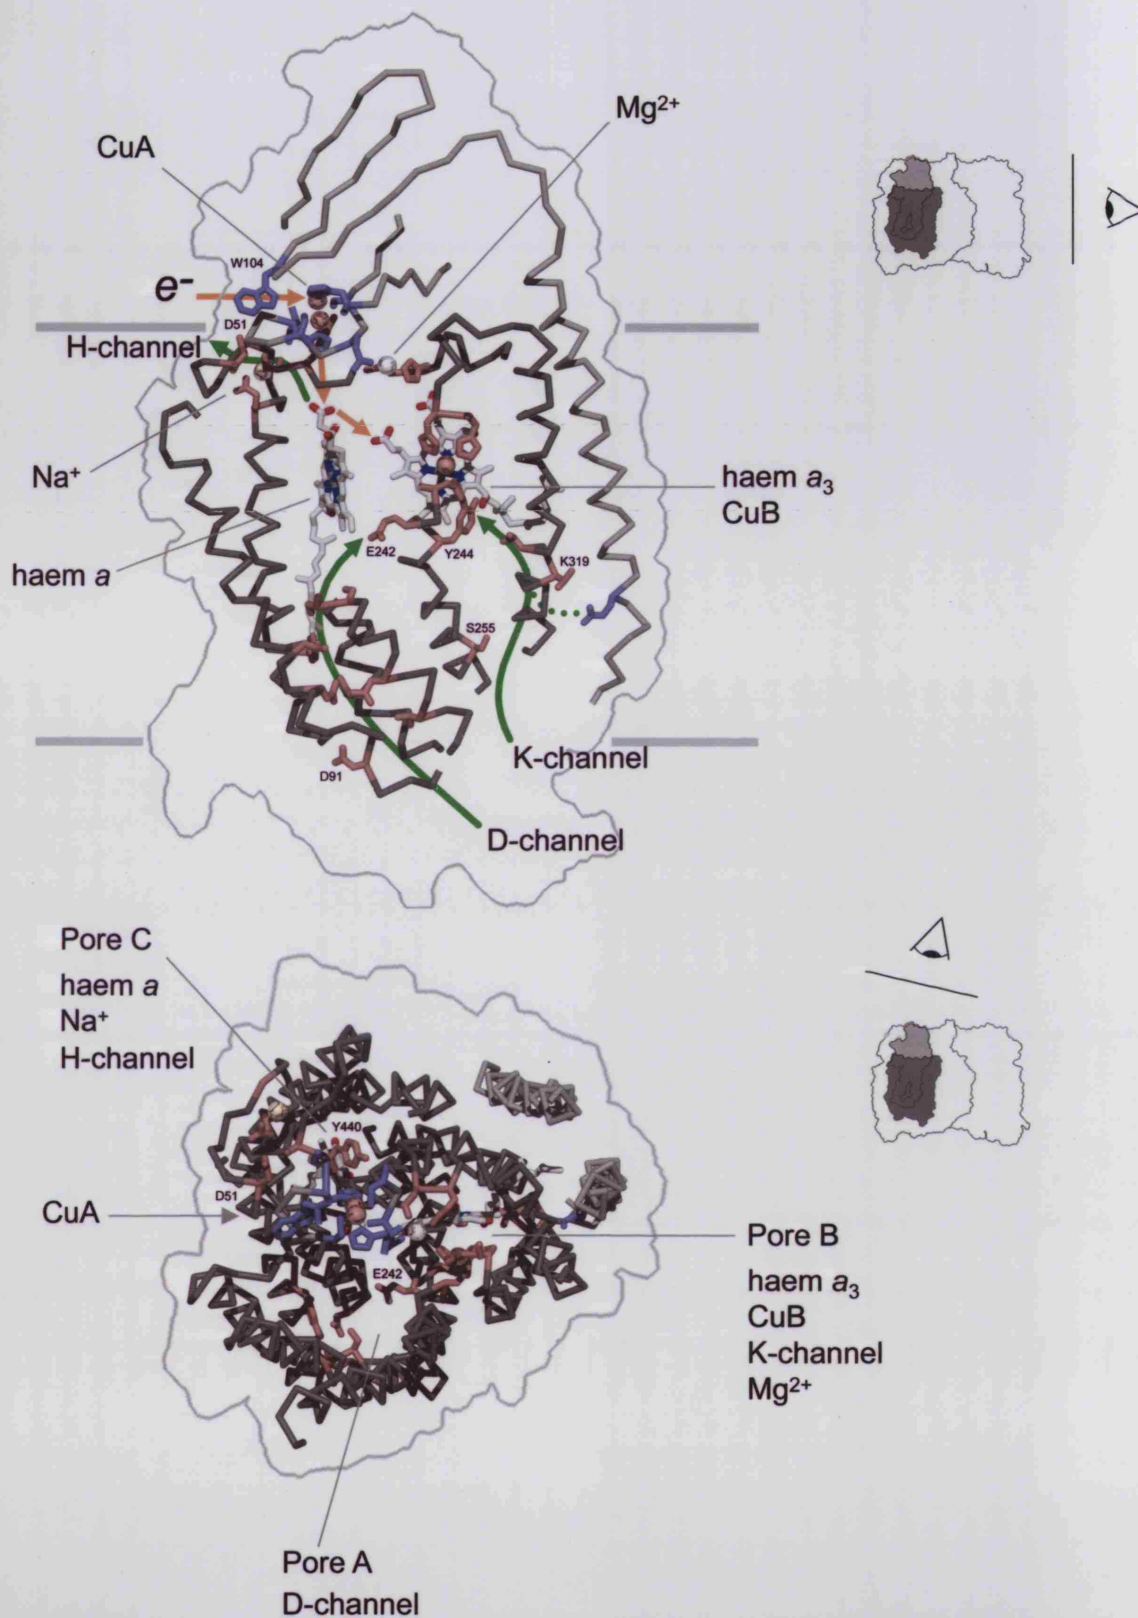 Mg²⁺
CuA
W104
e⁻
D51
H-channel
Na⁺
haem a₃
CuB
haem a
E242
Y244
K319
S255
K-channel
D91
D-channel
Pore C
haem a
Na⁺
H-channel
Y440
D51
CuA
E242
Pore B
haem a₃
CuB
K-channel
Mg²⁺
Pore A
D-channel